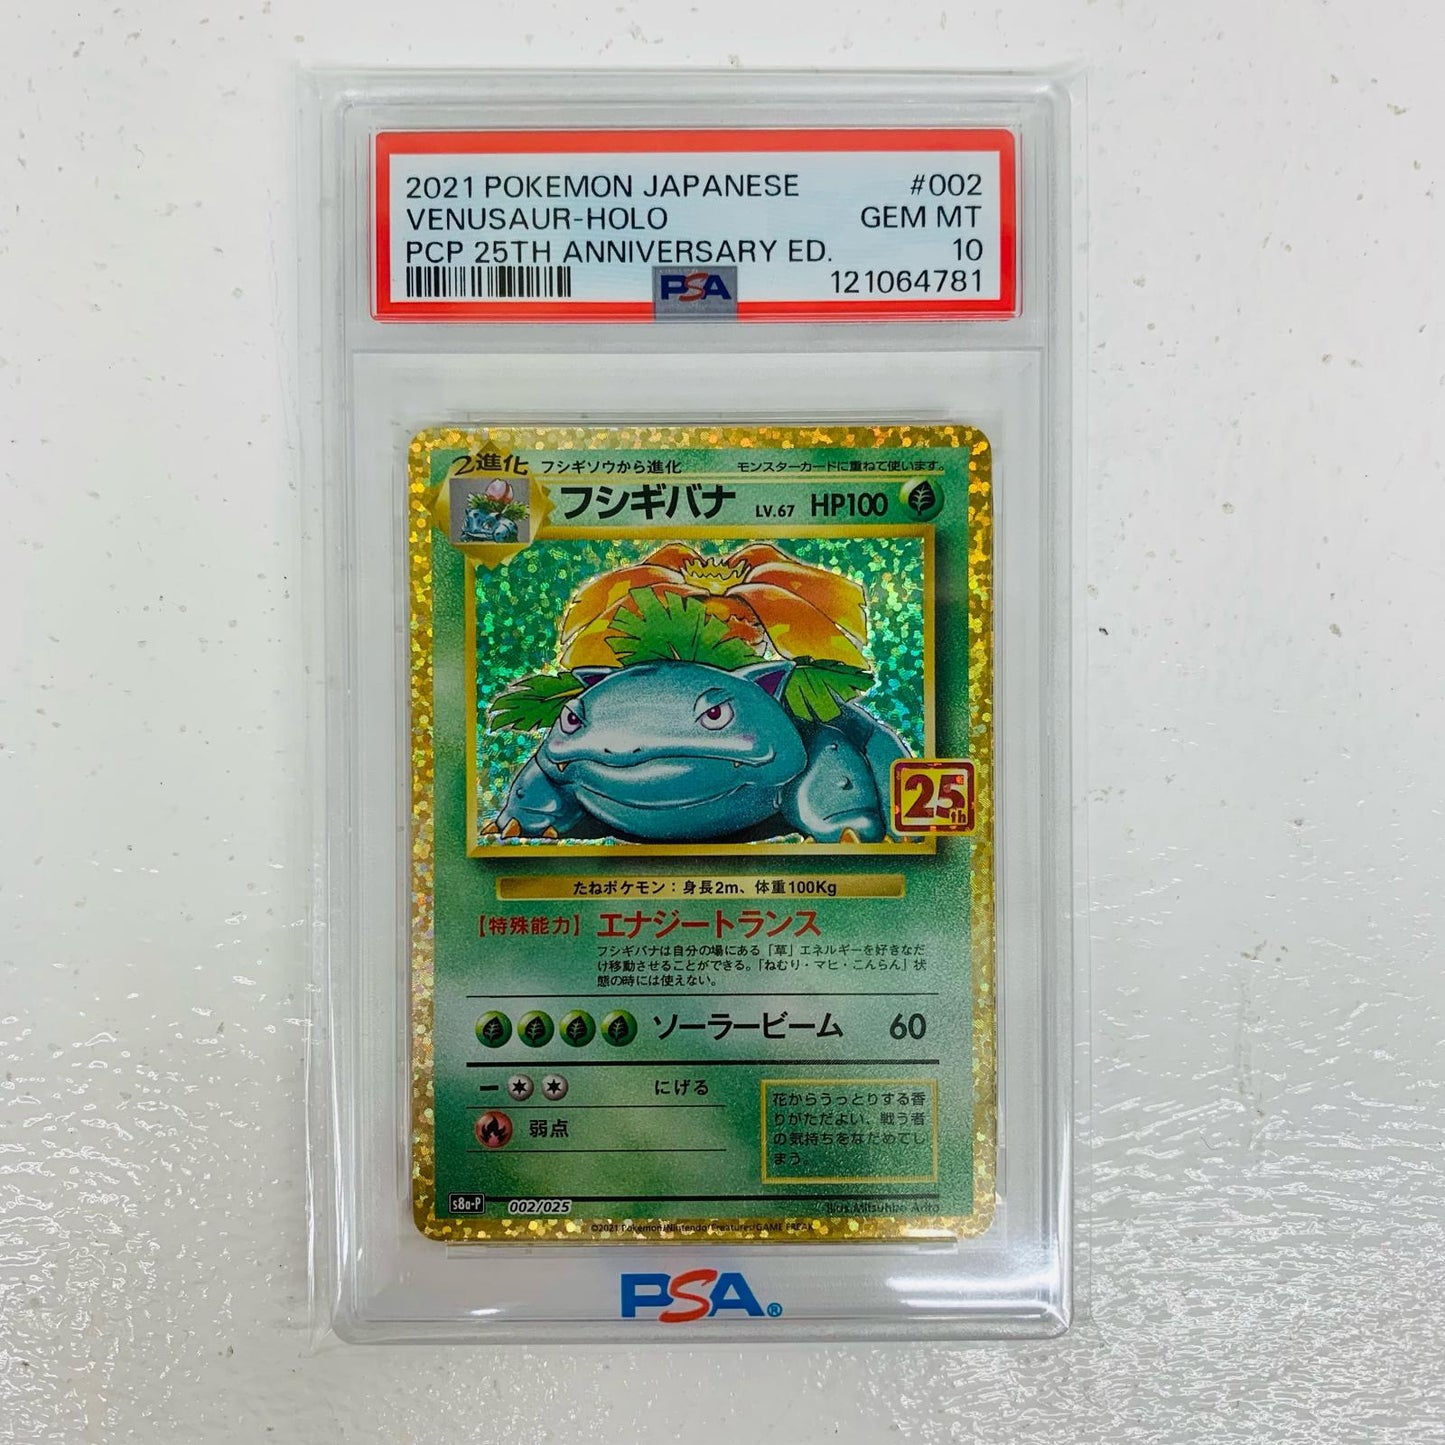 2021 POKEMON JAPANESE #002
VENUSAUR-HOLO GEM MT
PCP 25TH ANNIVERSARY ED. 10
PSA 121064781
2進化 フシギソウから進化 モンスターカードに重ねて使います。
フシギバナ LV.67 HP100
25th
たねポケモン：身長2m、体重100Kg
【特殊能力】 エナジートランス
フシギバナは自分の場にある「草」エネルギーを好きなだ
け移動させることができる。「ねむり・マヒ・こんらん」状
態の時には使えない。
ソーラービーム 60
にげる
弱点
花からうっとりする香
りがただよい、戦う者
の気持ちをなだめてし
まう。
s8a-P 002/025 Illus. Mitsuhiro Arita
©2021 Pokémon/Nintendo/Creatures/GAME FREAK
PSA®